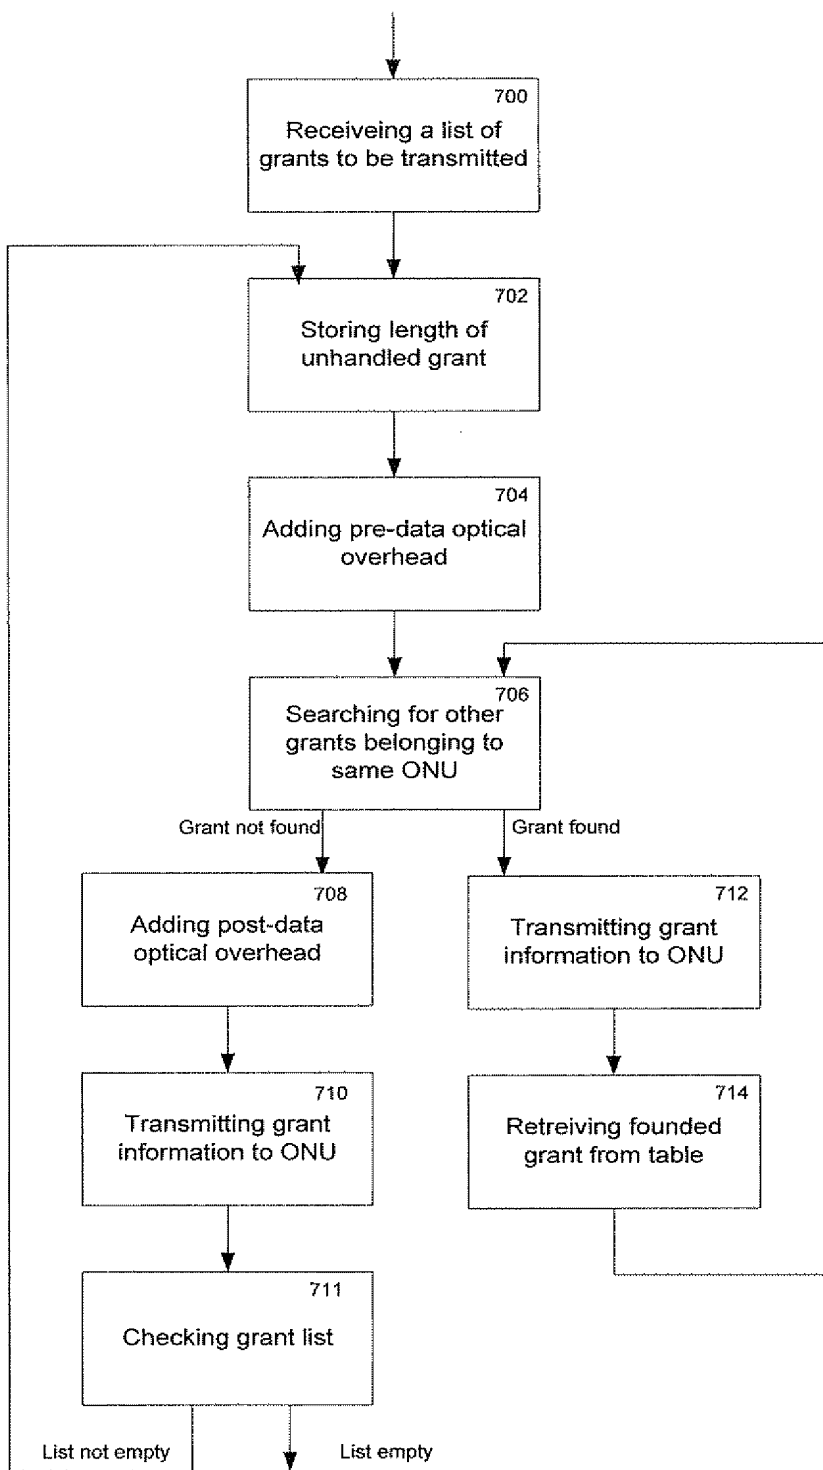 700
Receiveing a list of
grants to be transmitted
702
Storing length of
unhandled grant
704
Adding pre-data optical
overhead
706
Searching for other
grants belonging to
same ONU
Grant not found
Grant found
708
Adding post-data
optical overhead
712
Transmitting grant
information to ONU
710
Transmitting grant
information to ONU
714
Retreiving founded
grant from table
711
Checking grant list
List not empty
List empty